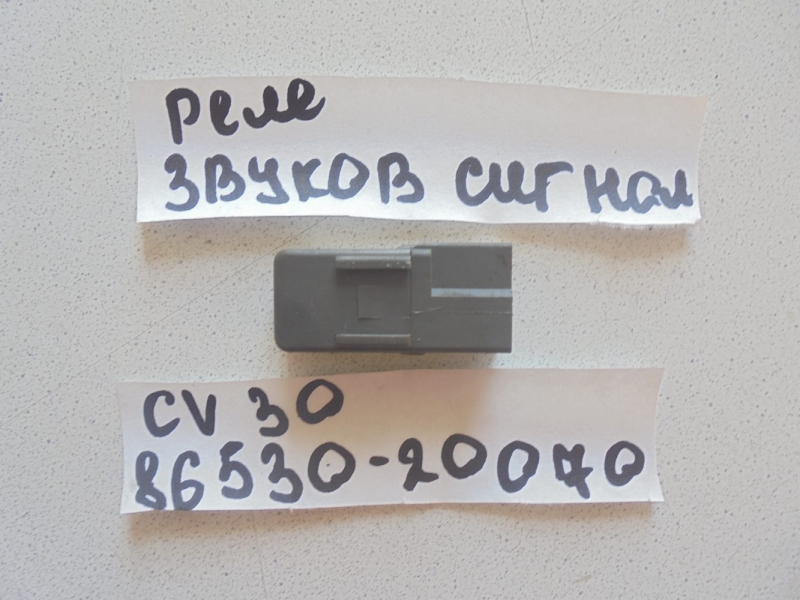 Реле
ЗВУКОВ СИГНАЛ
CV 30
86530-20070